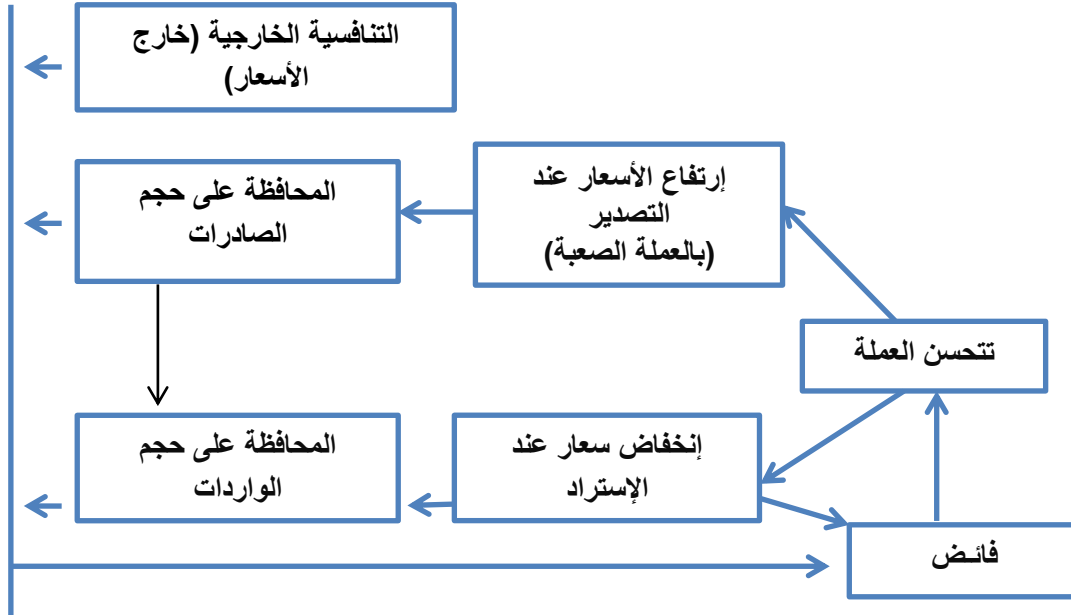 التنافسية الخارجية (خارج
الأسعار)
إرتفاع الأسعار عند
التصدير
(بالعملة الصعبة)
المحافظة على حجم
الصادرات
تتحسن العملة
إنخفاض سعار عند
الإستراد
المحافظة على حجم
الواردات
فائـض